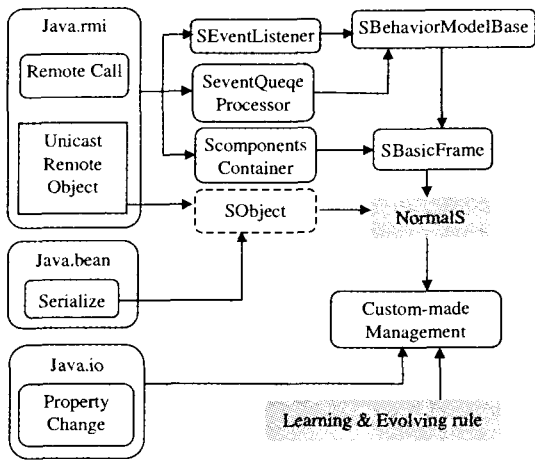 Java.rmi
Remote Call
Unicast
Remote
Object
SEventListener
SBehaviorModelBase
SeventQueqe
Processor
Scomponents
Container
SBasicFrame
SObject
NormalS
Java.bean
Serialize
Custom-made
Management
Java.io
Property
Change
Learning & Evolving rule